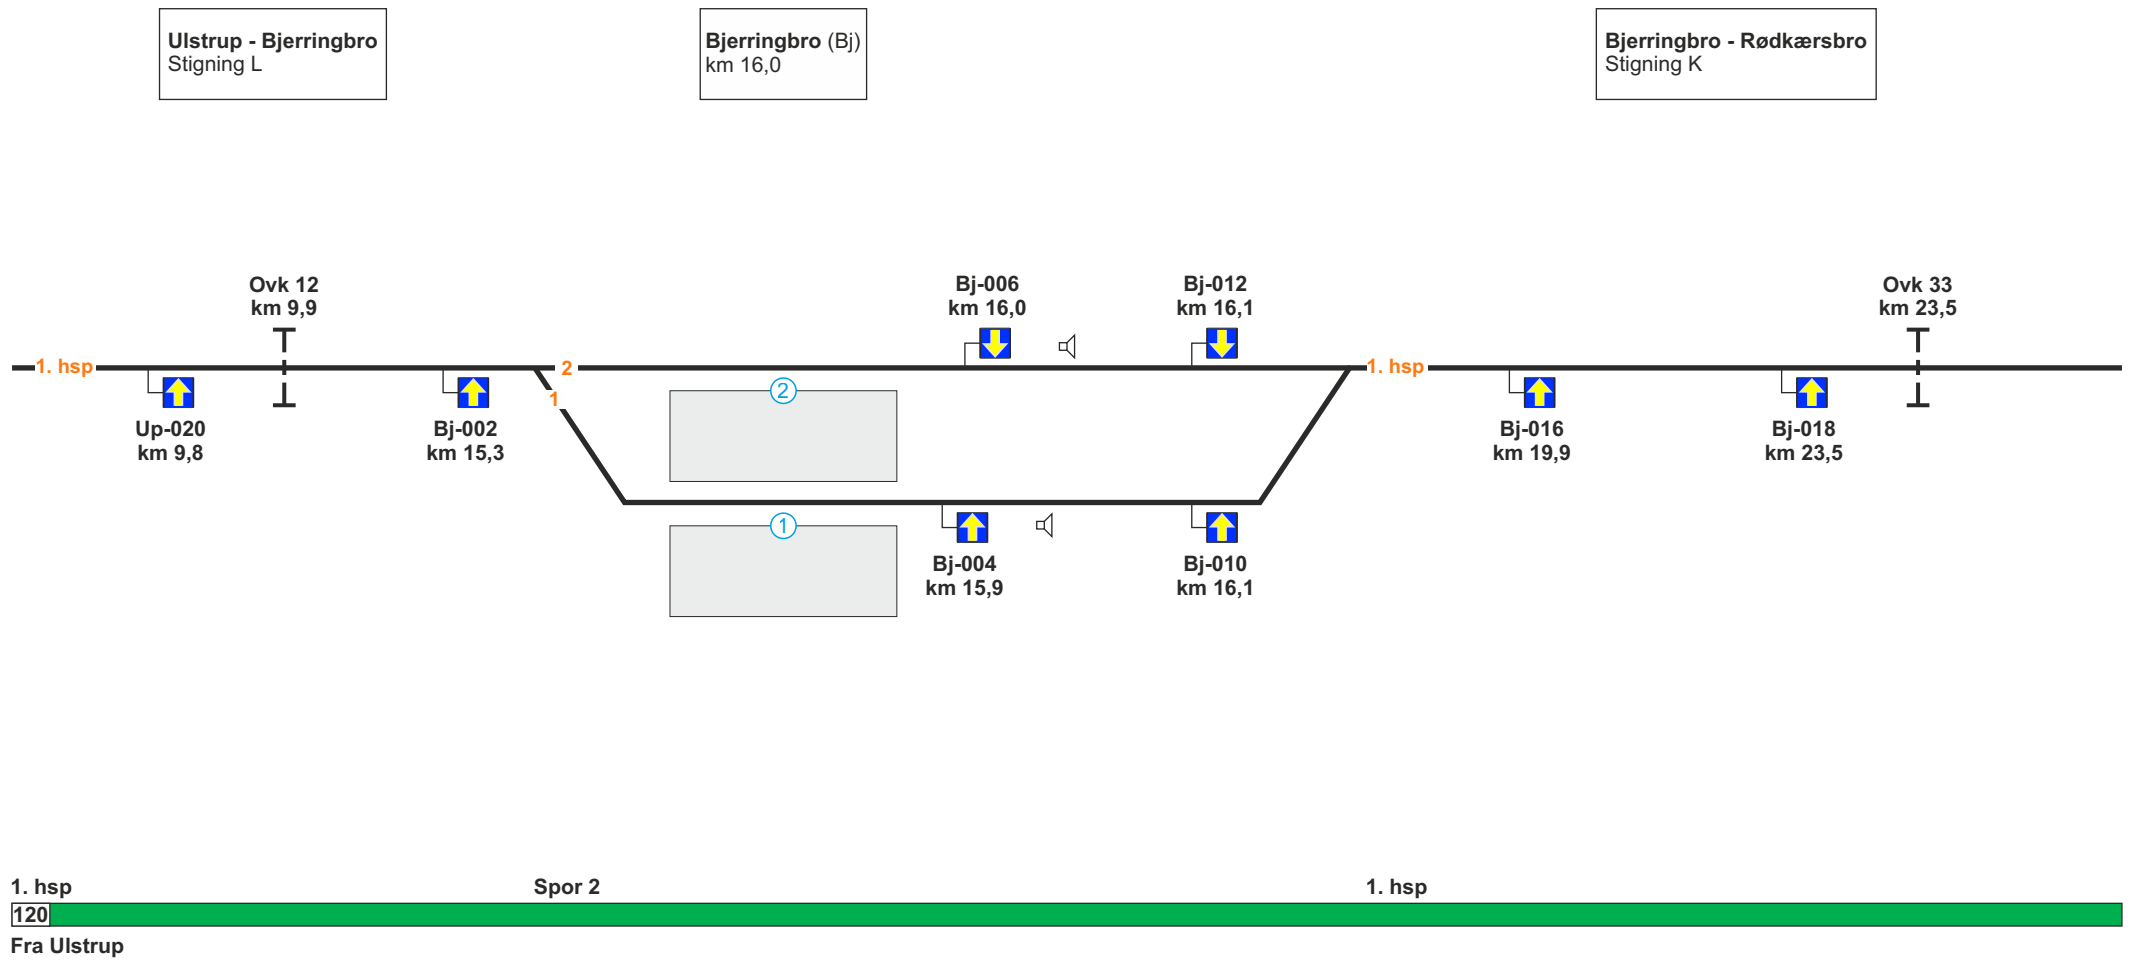 Ulstrup - Bjerringbro
Stigning L
Bjerringbro (Bj)
km 16,0
Bjerringbro - Rødkærsbro
Stigning K
Ovk 12
km 9,9
Bj-006
km 16,0
Bj-012
km 16,1
Ovk 33
km 23,5
1. hsp
2
1. hsp
1
2
Up-020
km 9,8
Bj-002
km 15,3
Bj-016
km 19,9
Bj-018
km 23,5
1
Bj-004
km 15,9
Bj-010
km 16,1
1. hsp
Spor 2
1. hsp
120
Fra Ulstrup